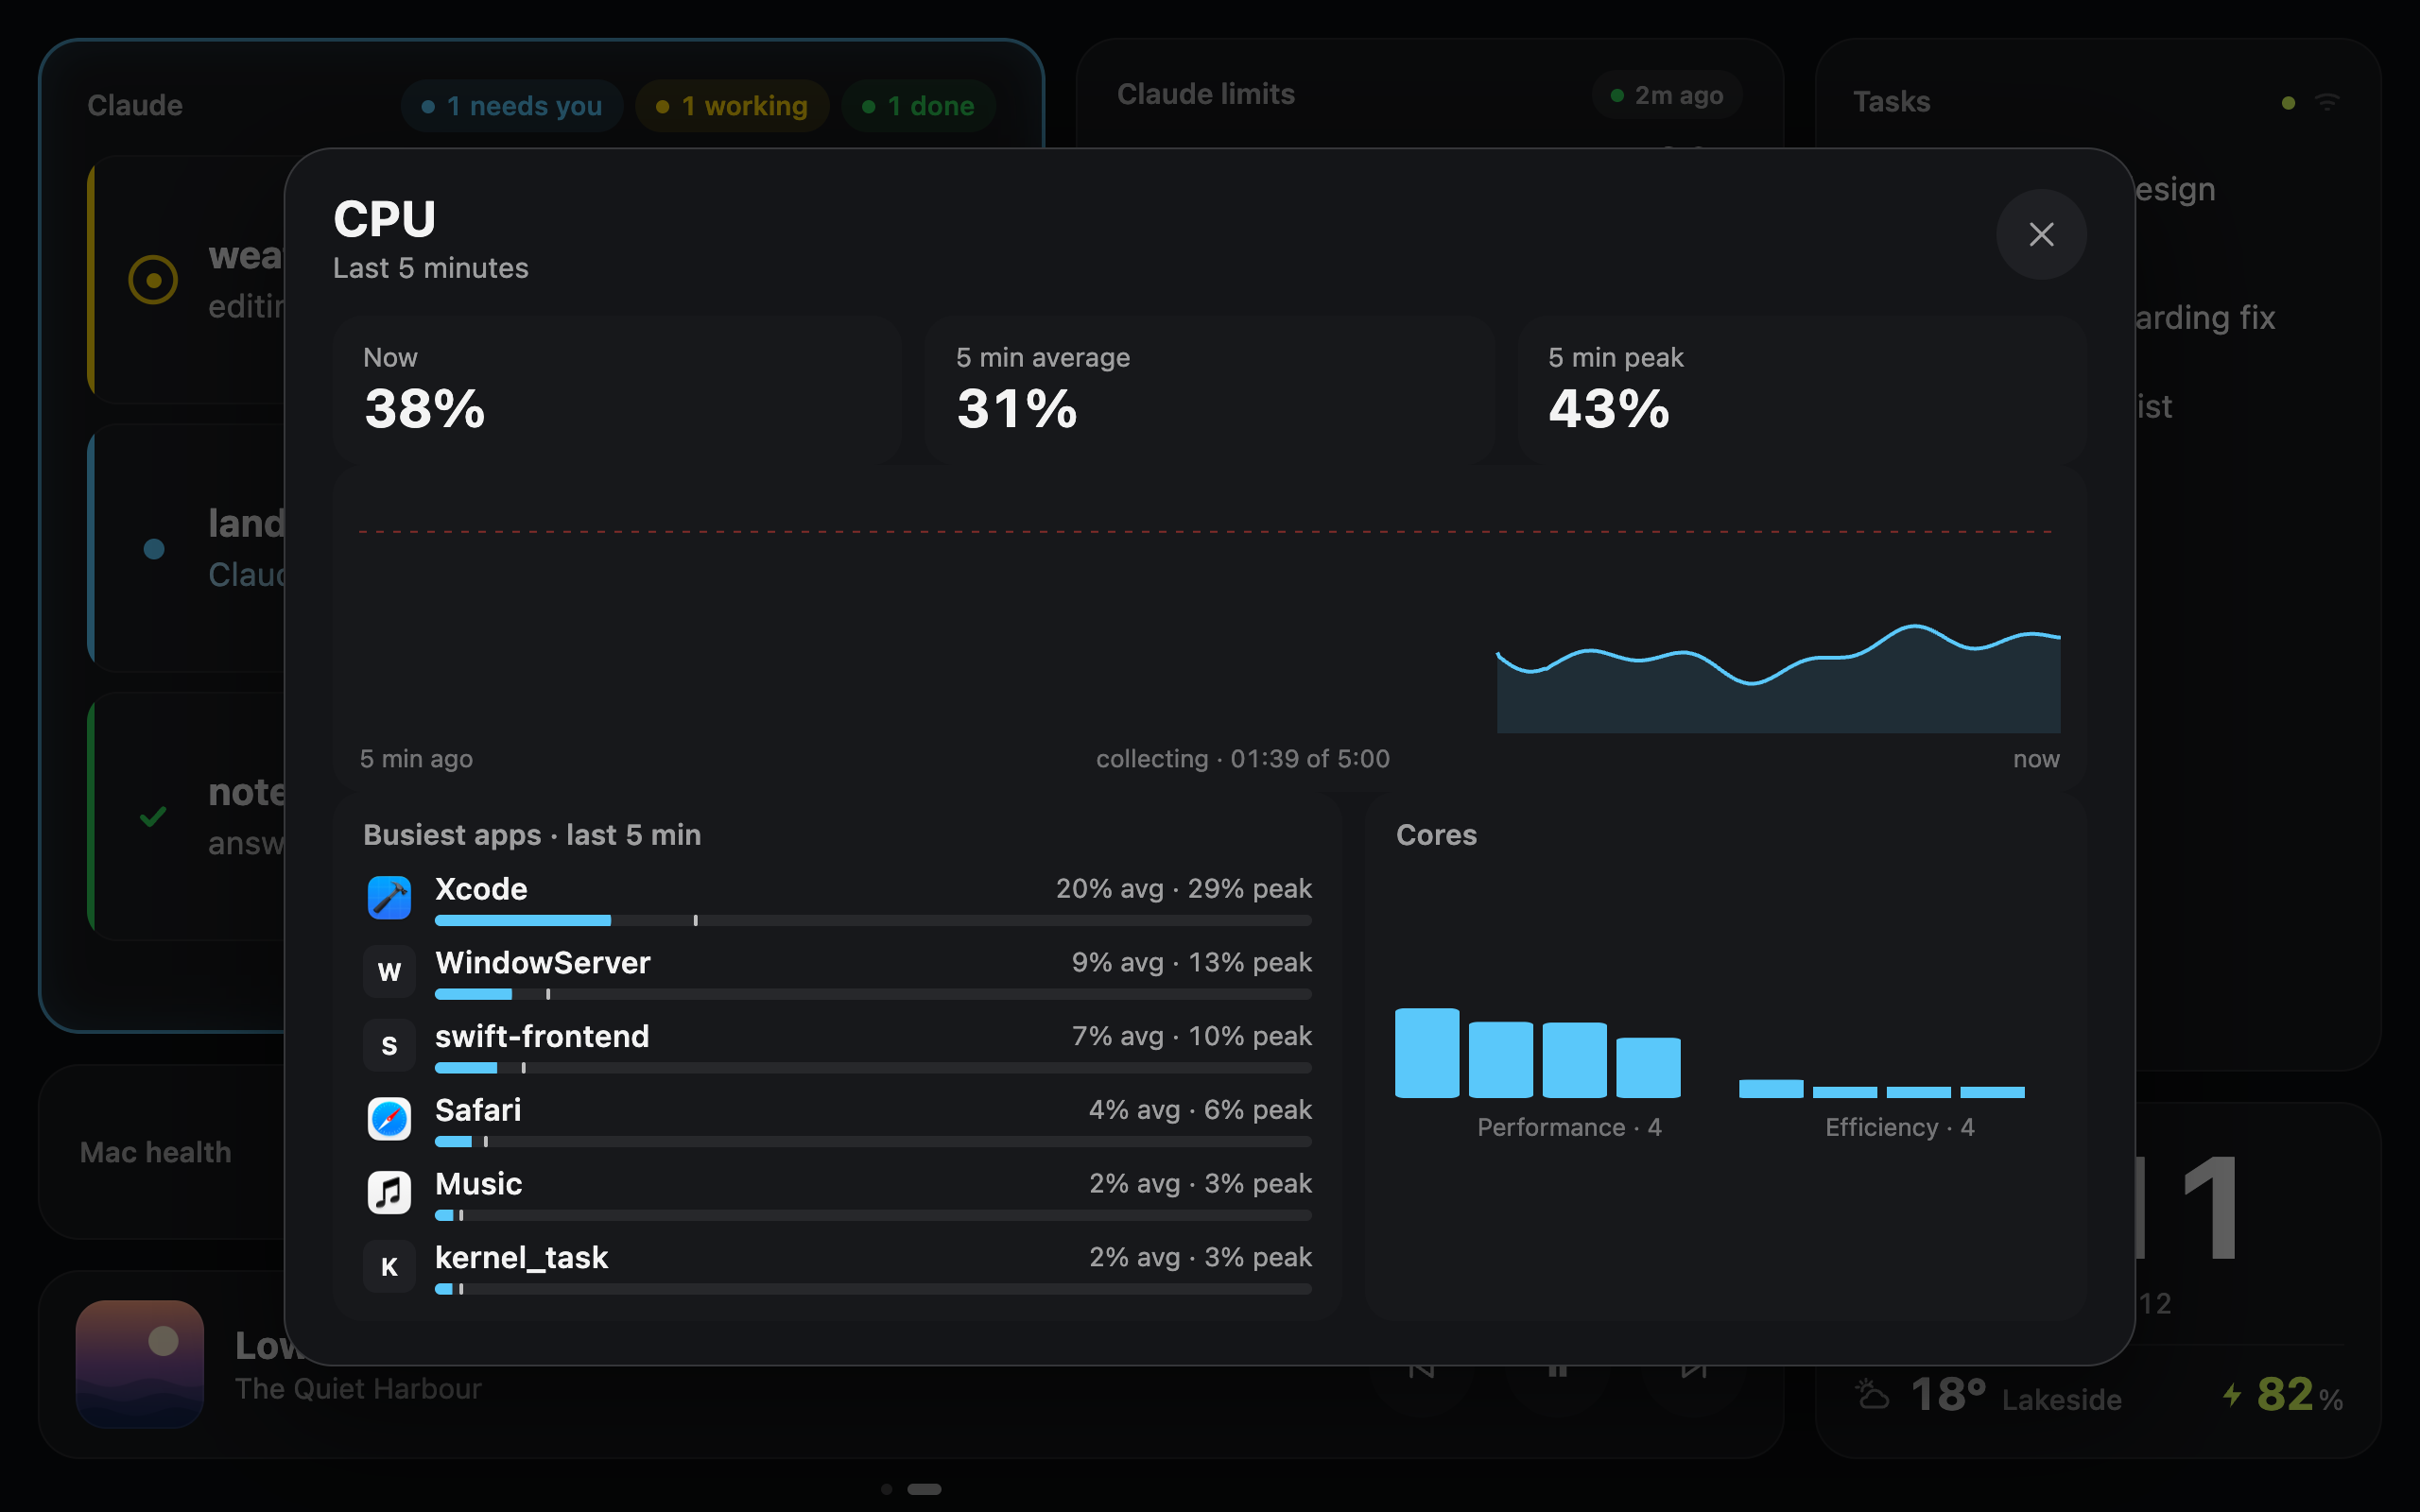 Claude
1 needs you
1 working
1 done
Claude limits
2m ago
Tasks
CPU
Last 5 minutes
Now
38%
5 min average
31%
5 min peak
43%
5 min ago
collecting · 01:39 of 5:00
now
Busiest apps · last 5 min
Xcode
20% avg · 29% peak
W
WindowServer
9% avg · 13% peak
S
swift-frontend
7% avg · 10% peak
Safari
4% avg · 6% peak
Music
2% avg · 3% peak
K
kernel_task
2% avg · 3% peak
Cores
Performance · 4
Efficiency · 4
esign
arding fix
ist
Mac health
The Quiet Harbour
12
18° Lakeside
82%